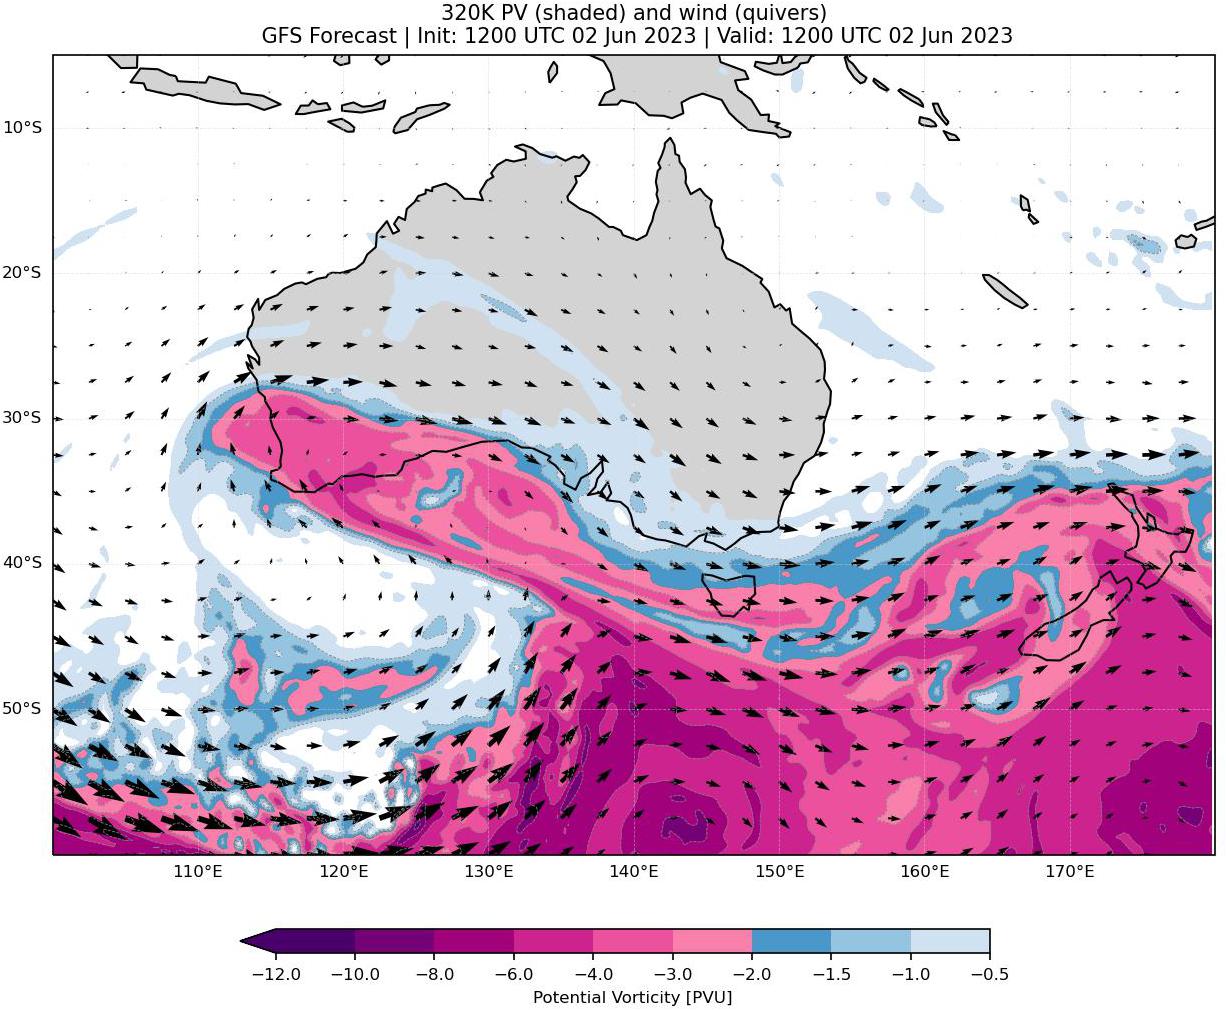 320K PV (shaded) and wind (quivers)
GFS Forecast | Init: 1200 UTC 02 Jun 2023 | Valid: 1200 UTC 02 Jun 2023
10°S
20°S
30°S
40°S
50°S
110°E 120°E 130°E 140°E 150°E 160°E 170°E
−12.0 −10.0 −8.0 −6.0 −4.0 −3.0 −2.0 −1.5 −1.0 −0.5
Potential Vorticity [PVU]